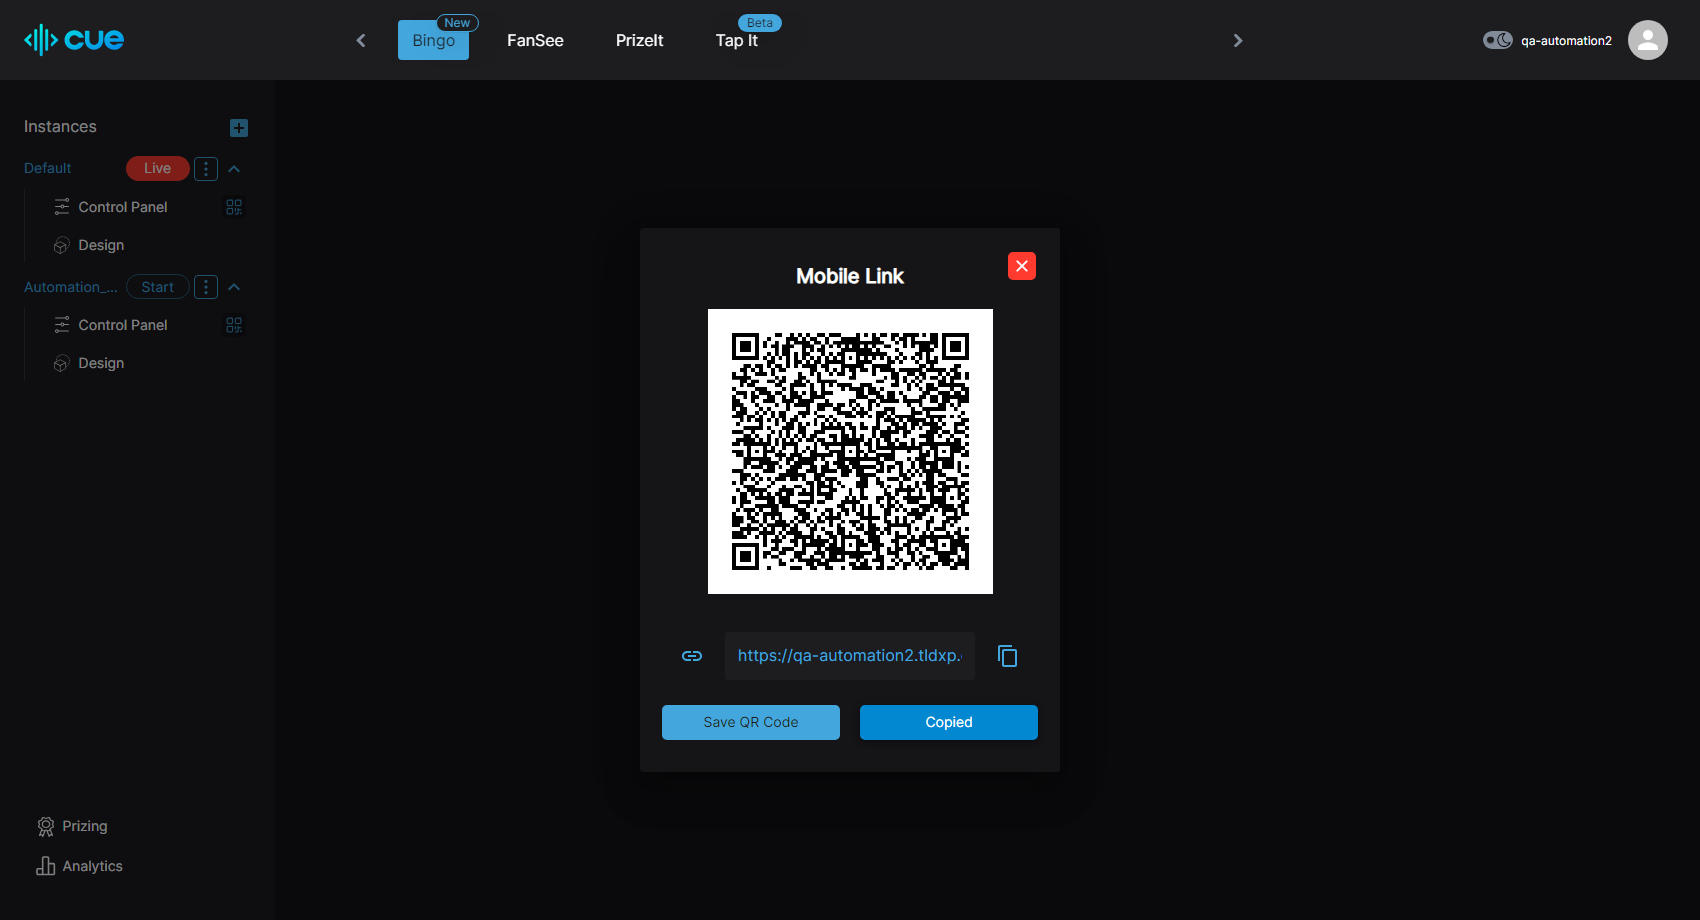 cue
Bingo
New
FanSee
PrizeIt
Tap It
Beta
qa-automation2
Instances
Default
Live
Control Panel
Design
Automation_...
Start
Control Panel
Design
Prizing
Analytics
Mobile Link
https://qa-automation2.tldxp.
Save QR Code
Copied